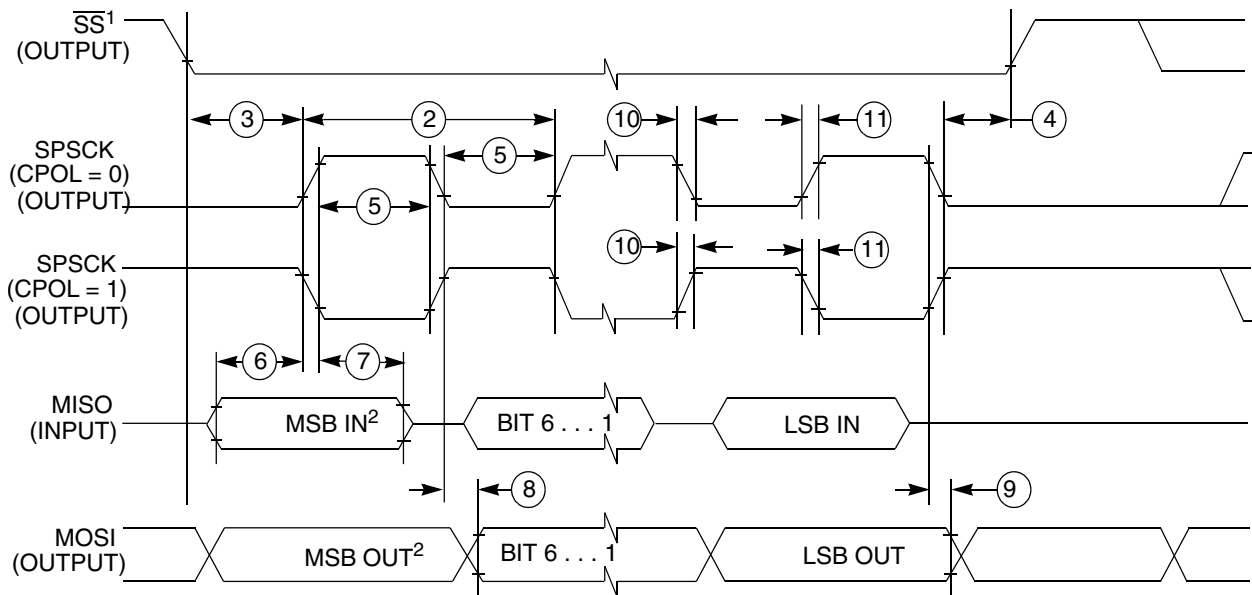 SS¹
(OUTPUT)
3
2
10
11
4
SPSCK
(CPOL = 0)
(OUTPUT)
5
5
SPSCK
(CPOL = 1)
(OUTPUT)
10
11
6
7
MISO
(INPUT)
MSB IN²
BIT 6 . . . 1
LSB IN
8
9
MOSI
(OUTPUT)
MSB OUT²
BIT 6 . . . 1
LSB OUT